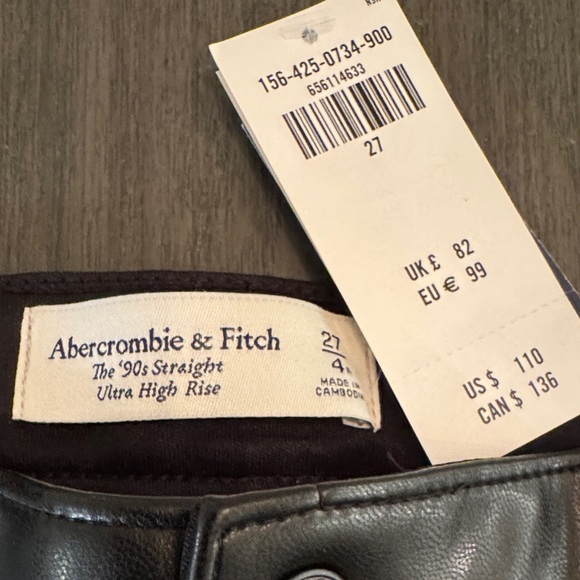 156-425-0734-900
656114633
27
UK £ 82
EU € 99
US $ 110
CAN $ 136
Abercrombie & Fitch
The '90s Straight
Ultra High Rise
27
4
MADE IN
CAMBODIA